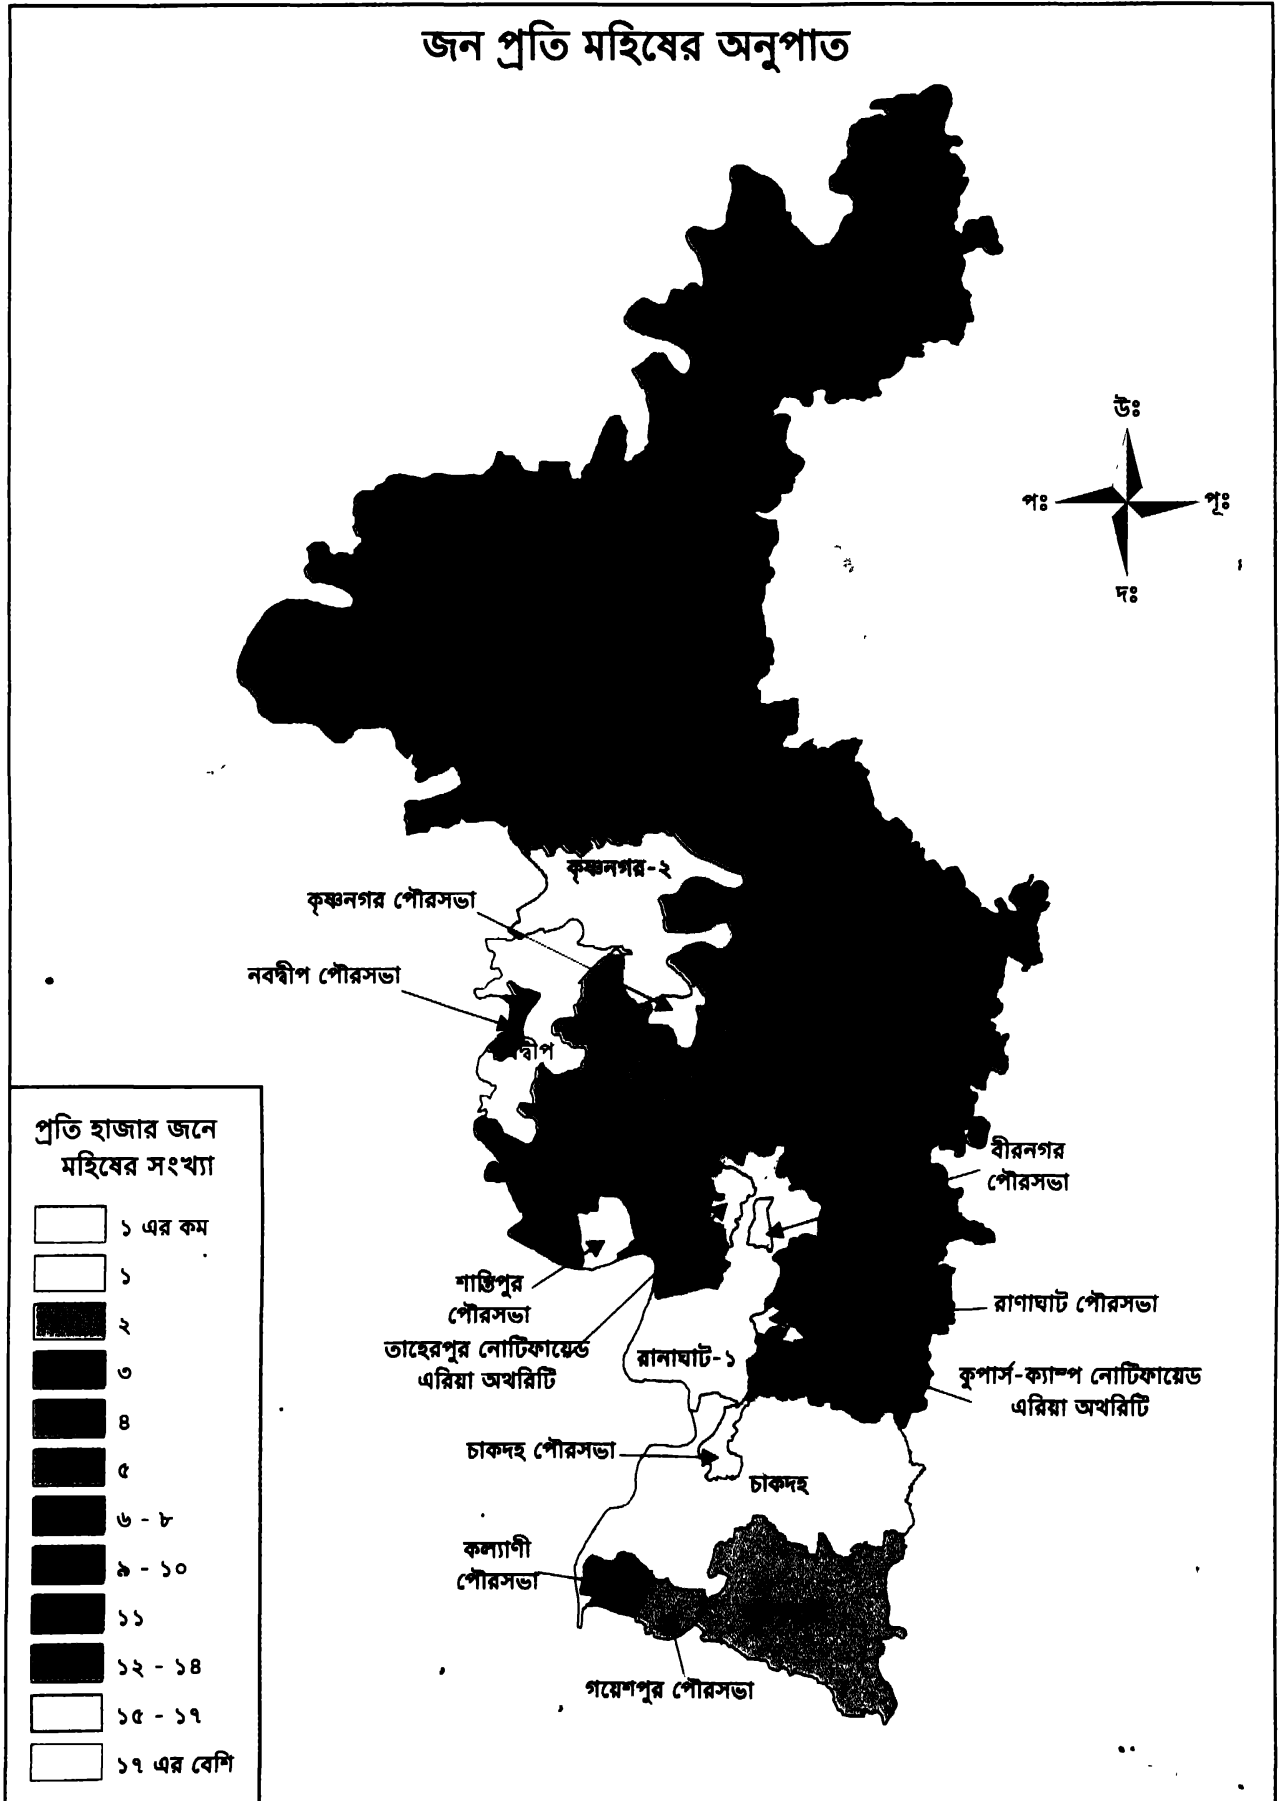 জন প্রতি মহিষের অনুপাত
উঃ
পঃ
পূঃ
দঃ
কৃষ্ণনগর-২
কৃষ্ণনগর পৌরসভা
নবদ্বীপ পৌরসভা
বীরনগর
পৌরসভা
শান্তিপুর
পৌরসভা
রাণাঘাট পৌরসভা
তাহেরপুর নোটিফায়েড
এরিয়া অথরিটি
রানাঘাট-১
কুপার্স-ক্যাম্প নোটিফায়েড
এরিয়া অথরিটি
চাকদহ পৌরসভা
চাকদহ
কল্যাণী
পৌরসভা
গয়েশপুর পৌরসভা
প্রতি হাজার জনে
মহিষের সংখ্যা
১ এর কম
১
২
৩
৪
৫
৬ - ৮
৯ - ১০
১১
১২ - ১৪
১৫ - ১৭
১৭ এর বেশি